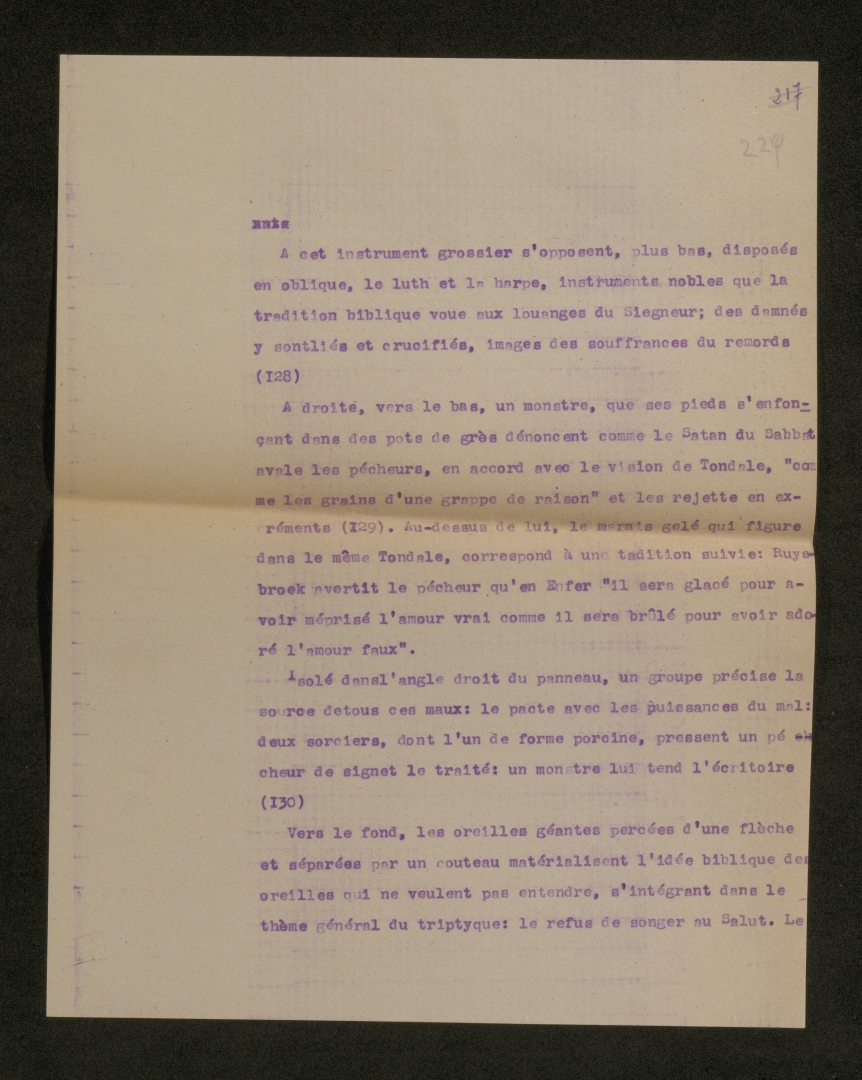 217
224
A cet instrument grossier s'opposent, plus bas, disposés
en oblique, le luth et la harpe, instruments nobles que la
tradition biblique voue aux louanges du Siegneur; des damnés
y sontliés et crucifiés, images des souffrances du remords
(I28)
A droite, vers le bas, un monstre, que ses pieds s'enfon-
çant dans des pots de grès dénoncent comme le Satan du Sabbat
avale les pécheurs, en accord avec le vision de Tondale, "com
me les grains d'une grappe de raison" et les rejette en ex-
créments (I29). Au-dessus de lui, le marais gelé qui figure
dans le même Tondale, correspond à une tadition suivie: Ruys-
broek avertit le pécheur qu'en Enfer "il sera glacé pour a-
voir méprisé l'amour vrai comme il sera brûlé pour avoir ado-
ré l'amour faux".
Isolé dansl'angle droit du panneau, un groupe précise la
source detous ces maux: le pacte avec les puissances du mal:
deux sorciers, dont l'un de forme porcine, pressent un pé
cheur de signet le traité: un monstre lui tend l'écritoire
(I30)
Vers le fond, les oreilles géantes percées d'une flèche
et séparées par un couteau matérialisent l'idée biblique des
oreilles qui ne veulent pas entendre, s'intégrant dans le
thème général du triptyque: le refus de songer au Salut. Le